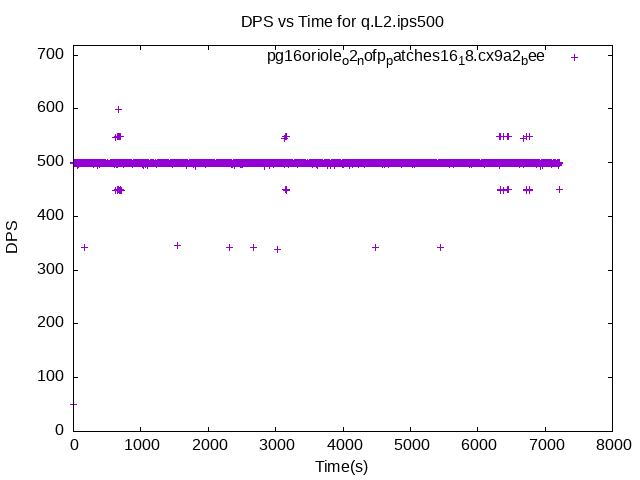 DPS vs Time for q.L2.ips500
pg16oriole_o2_nofp_patches16_18.cx9a2_bee
700
600
500
400
300
200
100
0
DPS
0 1000 2000 3000 4000 5000 6000 7000 8000
Time(s)